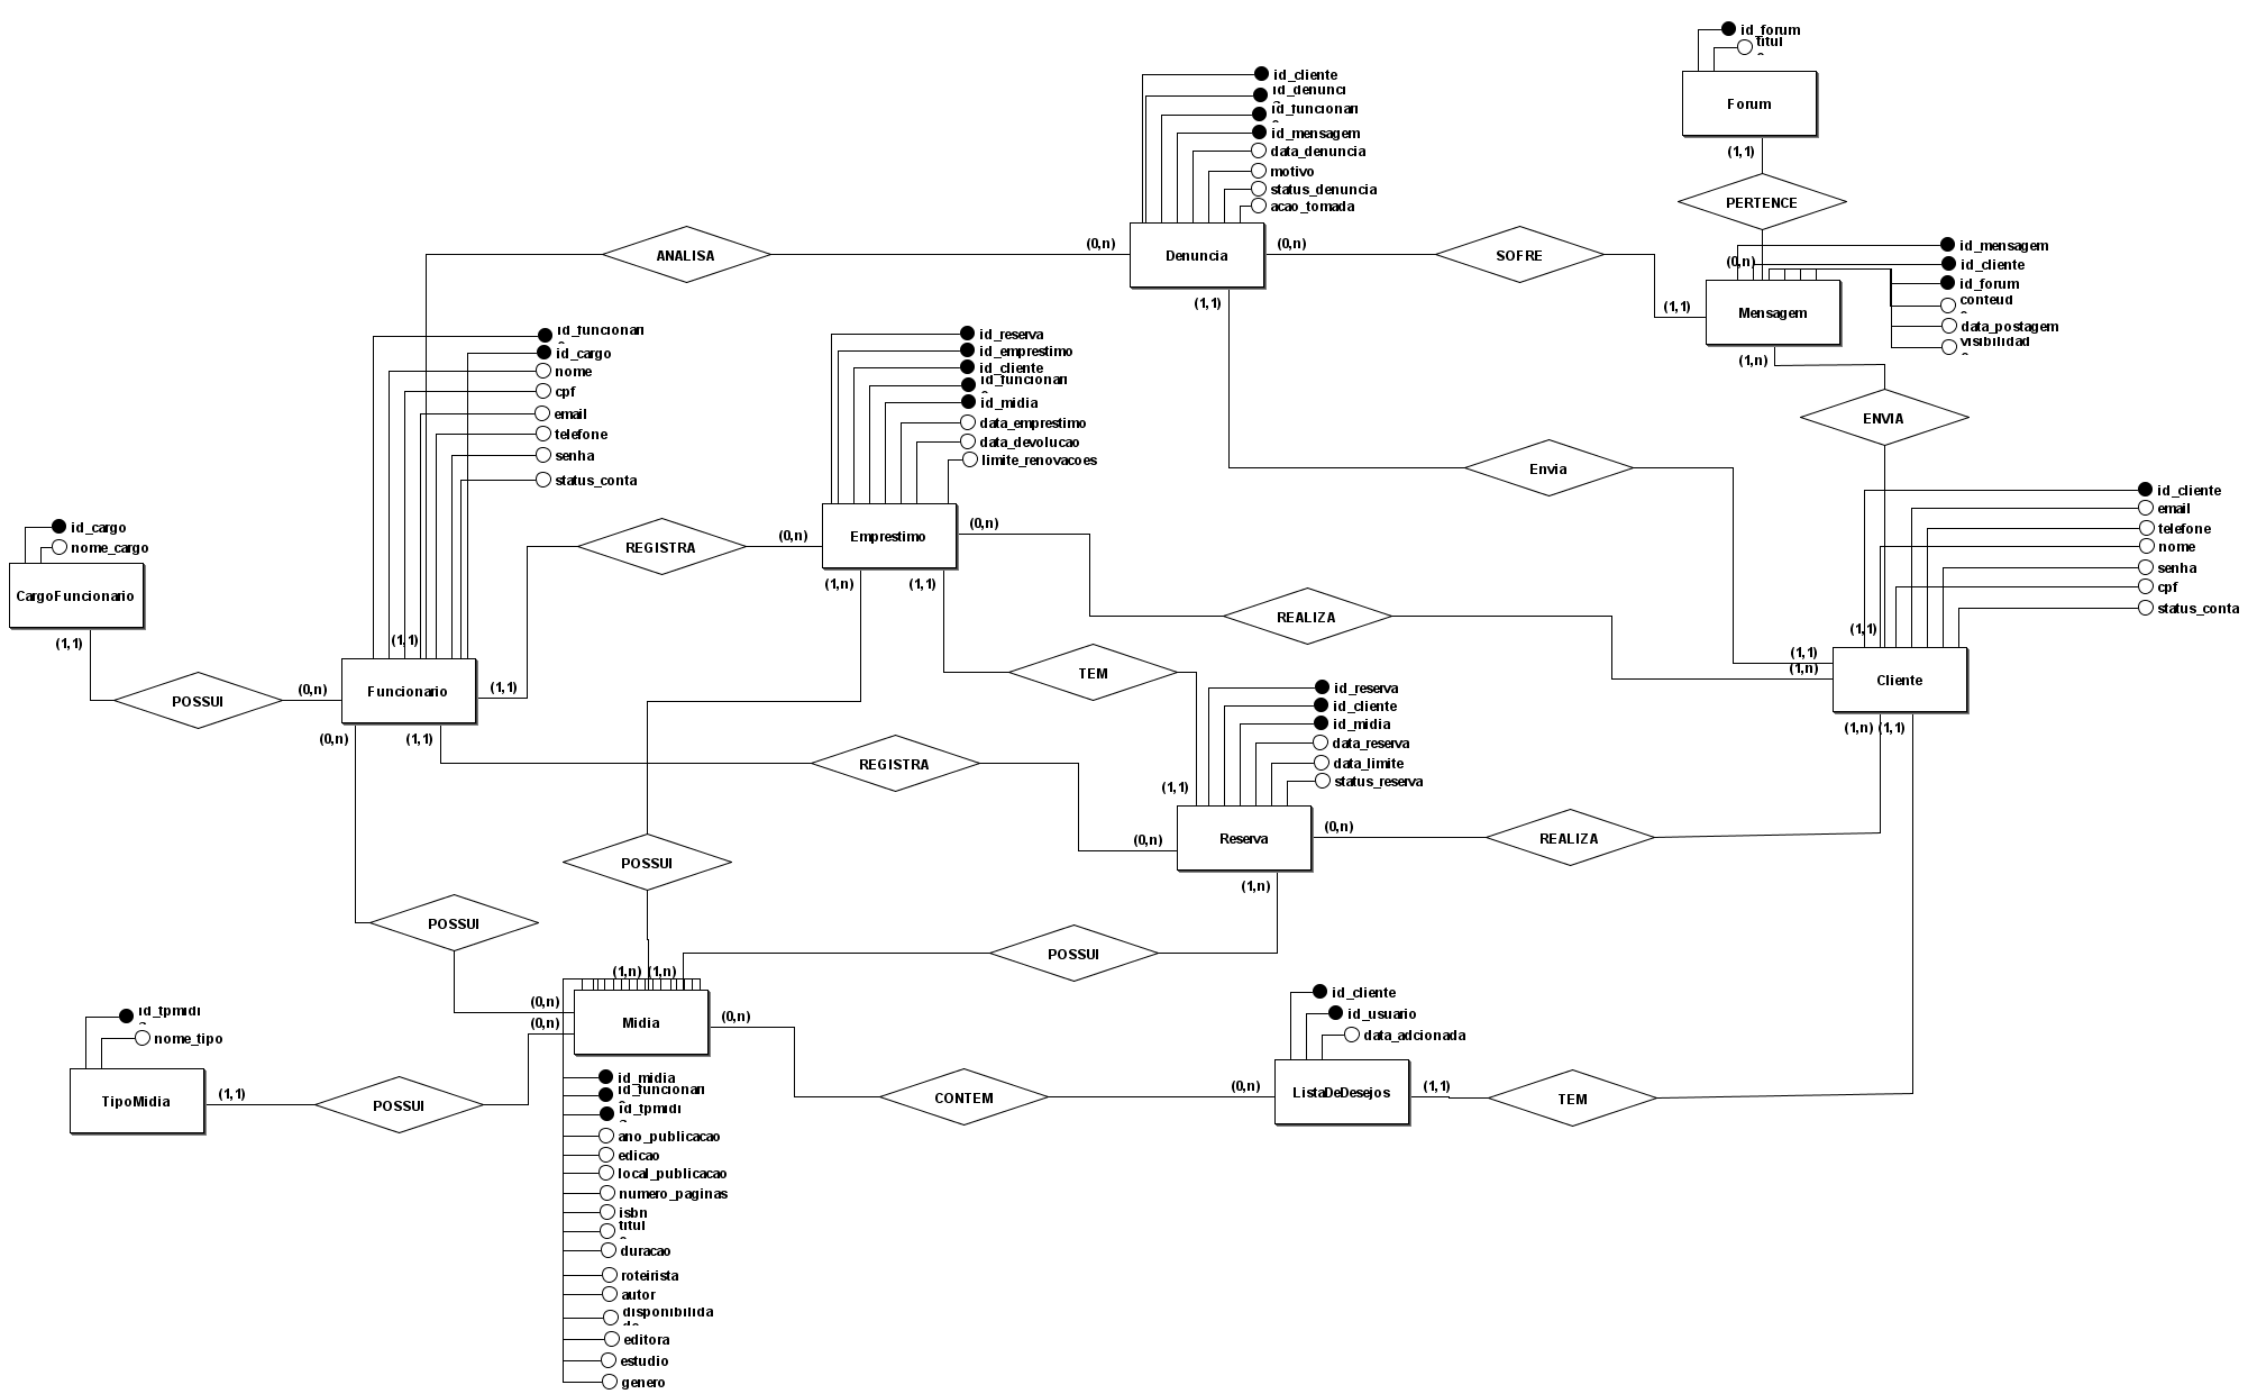 id_forum
titul
Forum
(1,1)
PERTENCE
(0,n)
id_mensagem
id_cliente
id_forum
conteud
data_postagem
visibilidad
Mensagem
(1,n)
ENVIA
id_cliente
id_denunci
id_funcionari
id_mensagem
data_denuncia
motivo
status_denuncia
acao_tomada
ANALISA
(0,n)
Denuncia
(0,n)
SOFRE
(1,1)
(1,1)
Envia
id_funcionari
id_cargo
nome
cpf
email
telefone
senha
status_conta
(1,1)
Funcionario
id_reserva
id_emprestimo
id_cliente
id_funcionari
id_midia
data_emprestimo
data_devolucao
limite_renovacoes
Emprestimo
id_cargo
nome_cargo
CargoFuncionario
(1,1)
POSSUI
(0,n)
(1,1)
REGISTRA
(0,n)
(0,n)
(1,n)
(1,1)
REALIZA
TEM
id_cliente
email
telefone
nome
senha
cpf
status_conta
(1,1)
(1,1)
(1,n)
Cliente
(1,n)
(1,1)
(0,n)
(1,1)
REGISTRA
id_reserva
id_cliente
id_midia
data_reserva
data_limite
status_reserva
(1,1)
(0,n)
Reserva
(0,n)
REALIZA
(1,n)
POSSUI
POSSUI
POSSUI
(1,n)
(1,n)
(0,n)
(0,n)
Midia
(0,n)
id_tpmidi
nome_tipo
TipoMidia
(1,1)
POSSUI
CONTEM
(0,n)
id_cliente
id_usuario
data_adcionada
ListaDeDesejos
(1,1)
TEM
id_midia
id_funcionari
id_tpmidi
ano_publicacao
edicao
local_publicacao
numero_paginas
isbn
titul
duracao
roteirista
autor
disponibilida
de
editora
estudio
genero